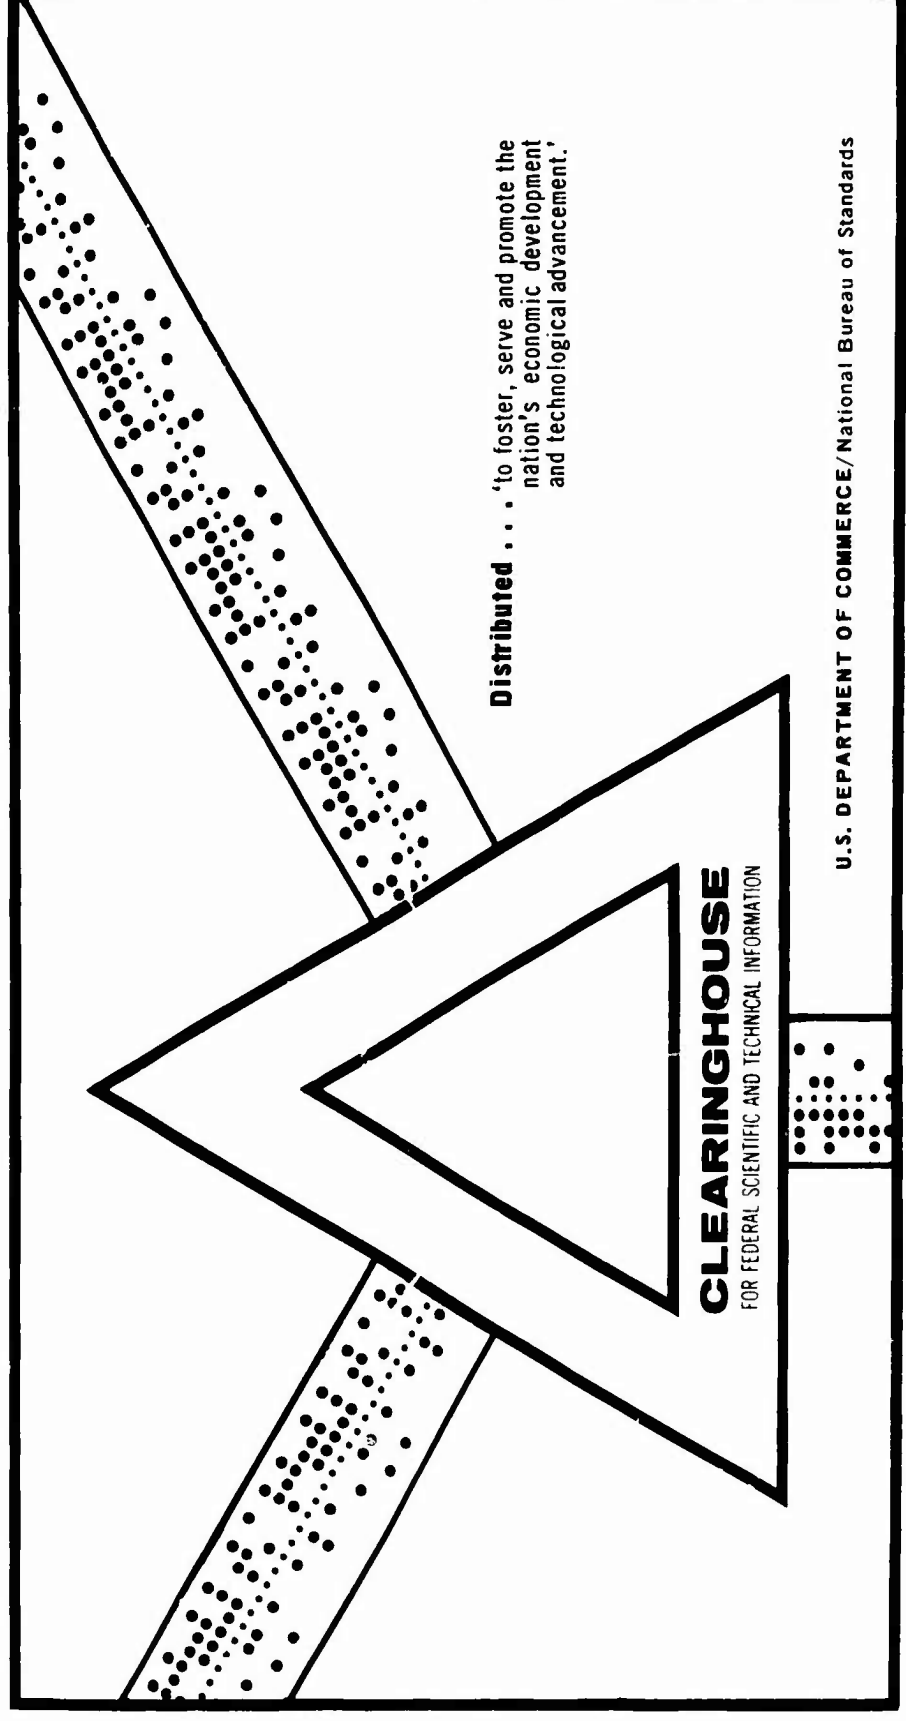 Distributed . . . 'to foster, serve and promote the
nation's economic development
and technological advancement.'
CLEARINGHOUSE
FOR FEDERAL SCIENTIFIC AND TECHNICAL INFORMATION
U.S. DEPARTMENT OF COMMERCE/National Bureau of Standards